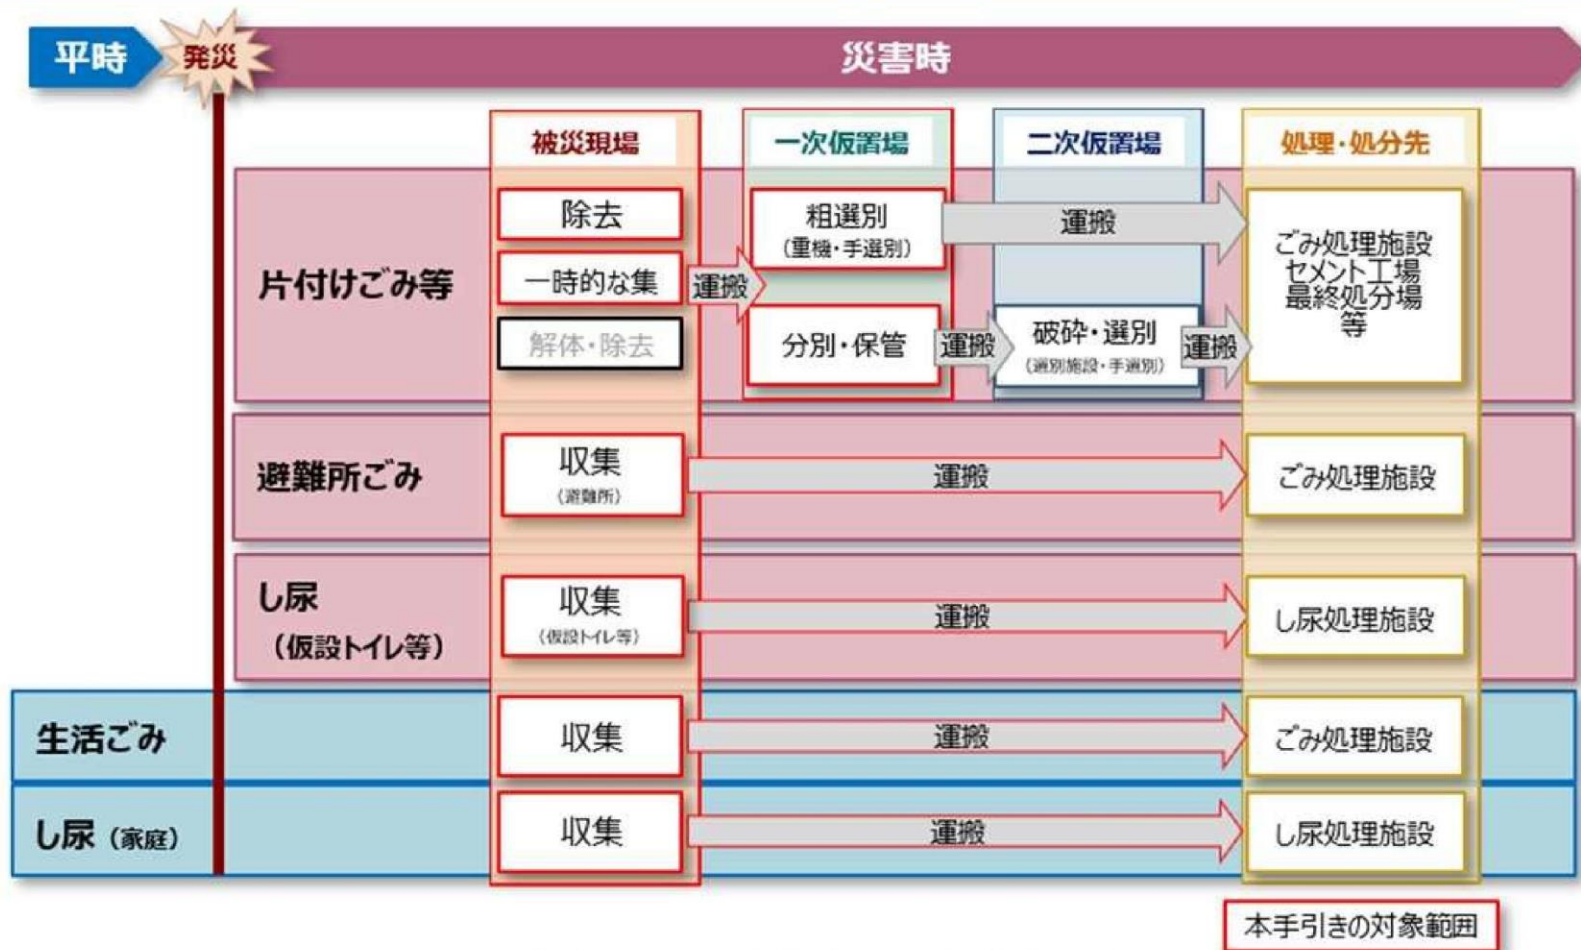 平時
発災
災害時
被災現場
一次仮置場
二次仮置場
処理・処分先
片付けごみ等
除去
一時的な集
解体・除去
運搬
粗選別
(重機・手選別)
分別・保管
運搬
運搬
破砕・選別
(選別施設・手選別)
運搬
ごみ処理施設
セメント工場
最終処分場
等
避難所ごみ
収集
(避難所)
運搬
ごみ処理施設
し尿
(仮設トイレ等)
収集
(仮設トイレ等)
運搬
し尿処理施設
生活ごみ
収集
運搬
ごみ処理施設
し尿(家庭)
収集
運搬
し尿処理施設
本手引きの対象範囲